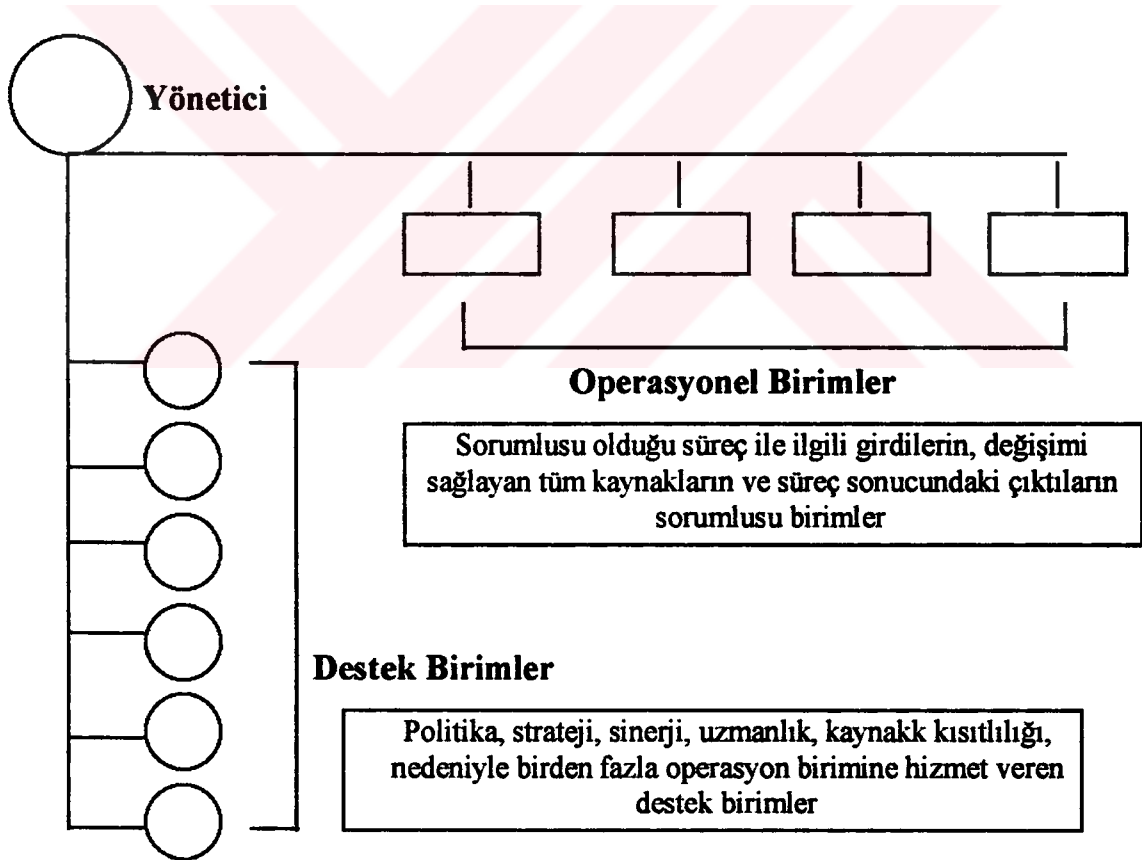 Yönetici
Operasyonel Birimler
Sorumlusu olduğu süreç ile ilgili girdilerin, değişimi
sağlayan tüm kaynakların ve süreç sonucundaki çıktıların
sorumlusu birimler
Destek Birimler
Politika, strateji, sinerji, uzmanlık, kaynakk kısıtlılığı,
nedeniyle birden fazla operasyon birimine hizmet veren
destek birimler